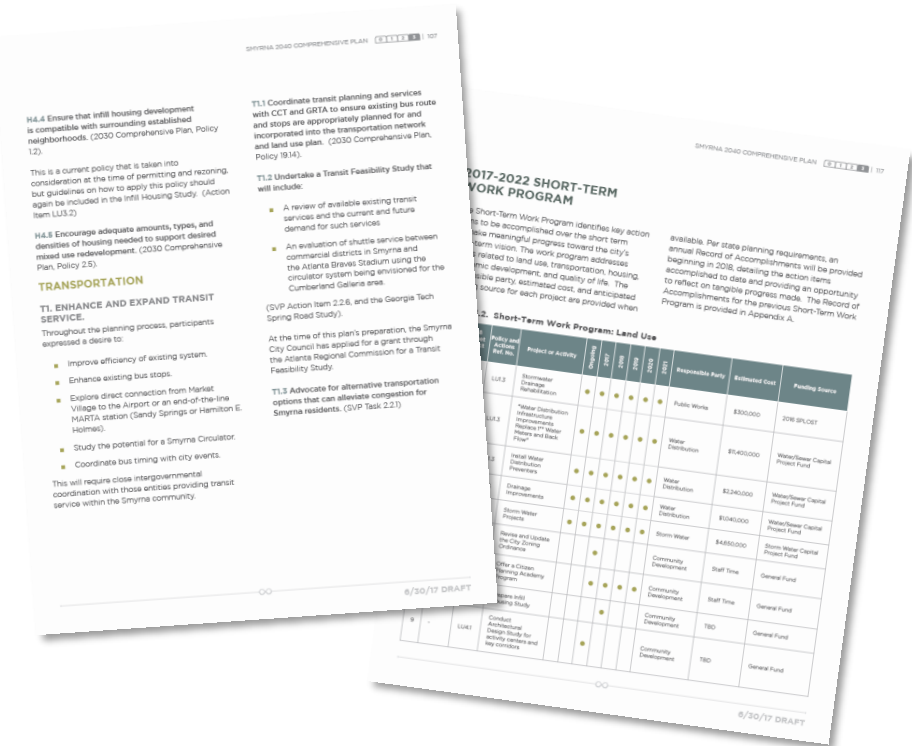 SMYRNA 2040 COMPREHENSIVE PLAN 0 1 2 3 | 107
H4.4 Ensure that infill housing development
is compatible with surrounding established
neighborhoods. (2030 Comprehensive Plan, Policy
1.2).
This is a current policy that is taken into
consideration at the time of permitting and rezoning,
but guidelines on how to apply this policy should
again be included in the Infill Housing Study. (Action
Item LU3.2)
H4.5 Encourage adequate amounts, types, and
densities of housing needed to support desired
mixed use redevelopment. (2030 Comprehensive
Plan, Policy 2.5).
TRANSPORTATION
T1. ENHANCE AND EXPAND TRANSIT
SERVICE.
Throughout the planning process, participants
expressed a desire to:
Improve efficiency of existing system.
Enhance existing bus stops.
Explore direct connection from Market
Village to the Airport or an end-of-the-line
MARTA station (Sandy Springs or Hamilton E.
Holmes).
Study the potential for a Smyrna Circulator.
Coordinate bus timing with city events.
This will require close intergovernmental
coordination with those entities providing transit
service within the Smyrna community.
T1.1 Coordinate transit planning and services
with CCT and GRTA to ensure existing bus route
and stops are appropriately planned for and
incorporated into the transportation network
and land use plan. (2030 Comprehensive Plan,
Policy 19.14).
T1.2 Undertake a Transit Feasibility Study that
will include:
A review of available existing transit
services and the current and future
demand for such services
An evaluation of shuttle service between
the Atlanta Braves Stadium using the
cumberland districts in Smyrna and
circulator system being envisioned for the
Cumberland Galleria area.
(SVP Action Item 2.2.6, and the Georgia Tech
Spring Road Study).
At the time of this plan's preparation, the Smyrna
City Council has applied for a grant through
the Atlanta Regional Commission for a Transit
Feasibility Study.
T1.3 Advocate for alternative transportation
options that can alleviate congestion for
Smyrna residents. (SVP Task 2.2.1)
6/30/17 DRAFT
SMYRNA 2040 COMPREHENSIVE PLAN 0 1 2 3 | 117
2017-2022 SHORT-TERM
WORK PROGRAM
Short-Term Work Program identifies key action
to be accomplished over the short term
make meaningful progress toward the city's
term vision. The work program addresses
related to land use, transportation, housing,
development, and quality of life. The
party, estimated cost, and anticipated
source for each project are provided when
available. Per state planning requirements, an
annual Record of Accomplishments will be provided
beginning in 2018, detailing the action items
accomplished to date and providing an opportunity
to reflect on tangible progress made. The Record of
Accomplishments for the previous Short-Term Work
Program is provided in Appendix A.
.2. Short-Term Work Program: Land Use
Policy and Actions Ref. No. Project or Activity Ongoing 2017 2018 2019 2020 2021 Responsible Party Estimated Cost Funding Source
LU1.3 Stormwater Drainage Rehabilitation Public Works $300,000 2016 SPLOST
"Water Distribution Infrastructure Improvements Replace 1"" Water Meters and Back Flow" Water Distribution $11,400,000 Water/Sewer Capital Project Fund
Install Water Distribution Preventers Water Distribution $2,240,000 Water/Sewer Capital Project Fund
Drainage Improvements Water Distribution $1,040,000 Water/Sewer Capital Project Fund
Storm Water Projects Storm Water $4,650,000 Storm Water Capital Project Fund
Revise and Update the City Zoning Ordinance Community Development Staff Time General Fund
Offer a Citizen Planning Academy Program Community Development Staff Time General Fund
Infill Housing Study Community Development TBD General Fund
9 - LU4.1 Conduct Architectural Design Study for activity centers and key corridors Community Development TBD General Fund
6/30/17 DRAFT